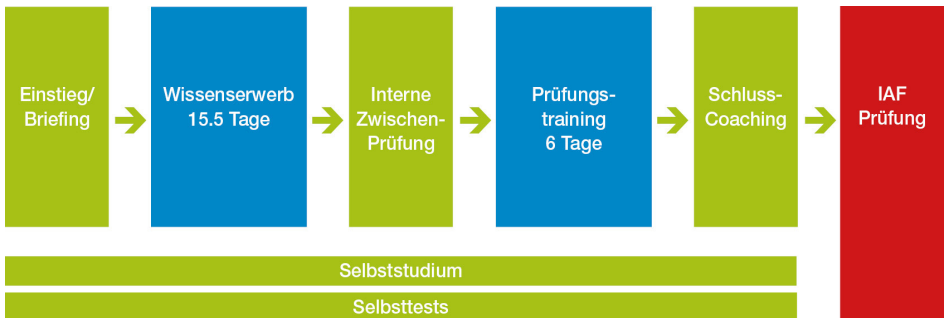 Einstieg/
Briefing
Wissenserwerb
15.5 Tage
Interne
Zwischen-
Prüfung
Prüfungs-
training
6 Tage
Schluss-
Coaching
IAF
Prüfung
Selbststudium
Selbsttests